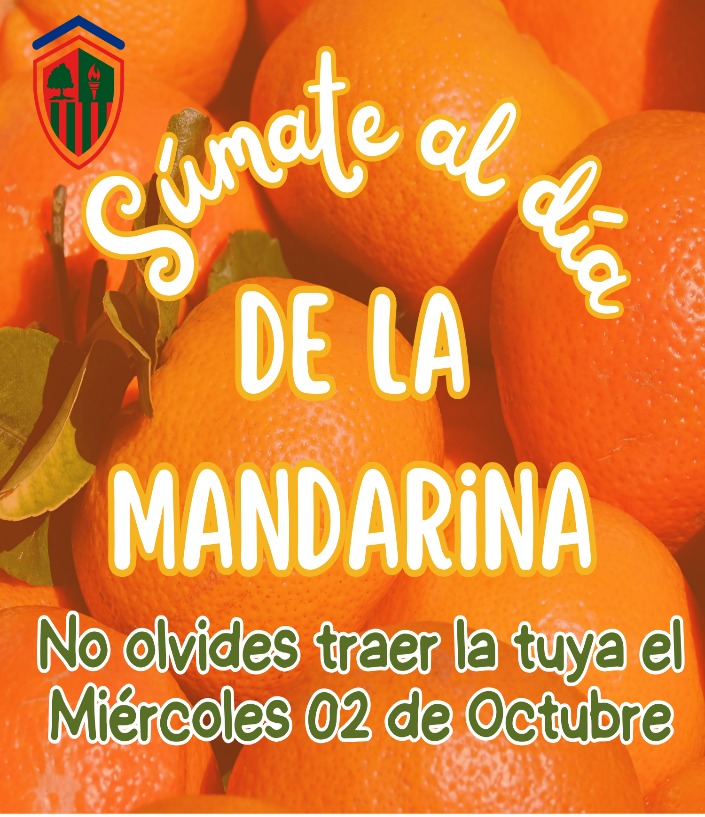 Súmate al día
DE LA
MANDARiNA
No olvides traer la tuya el
Miércoles 02 de Octubre